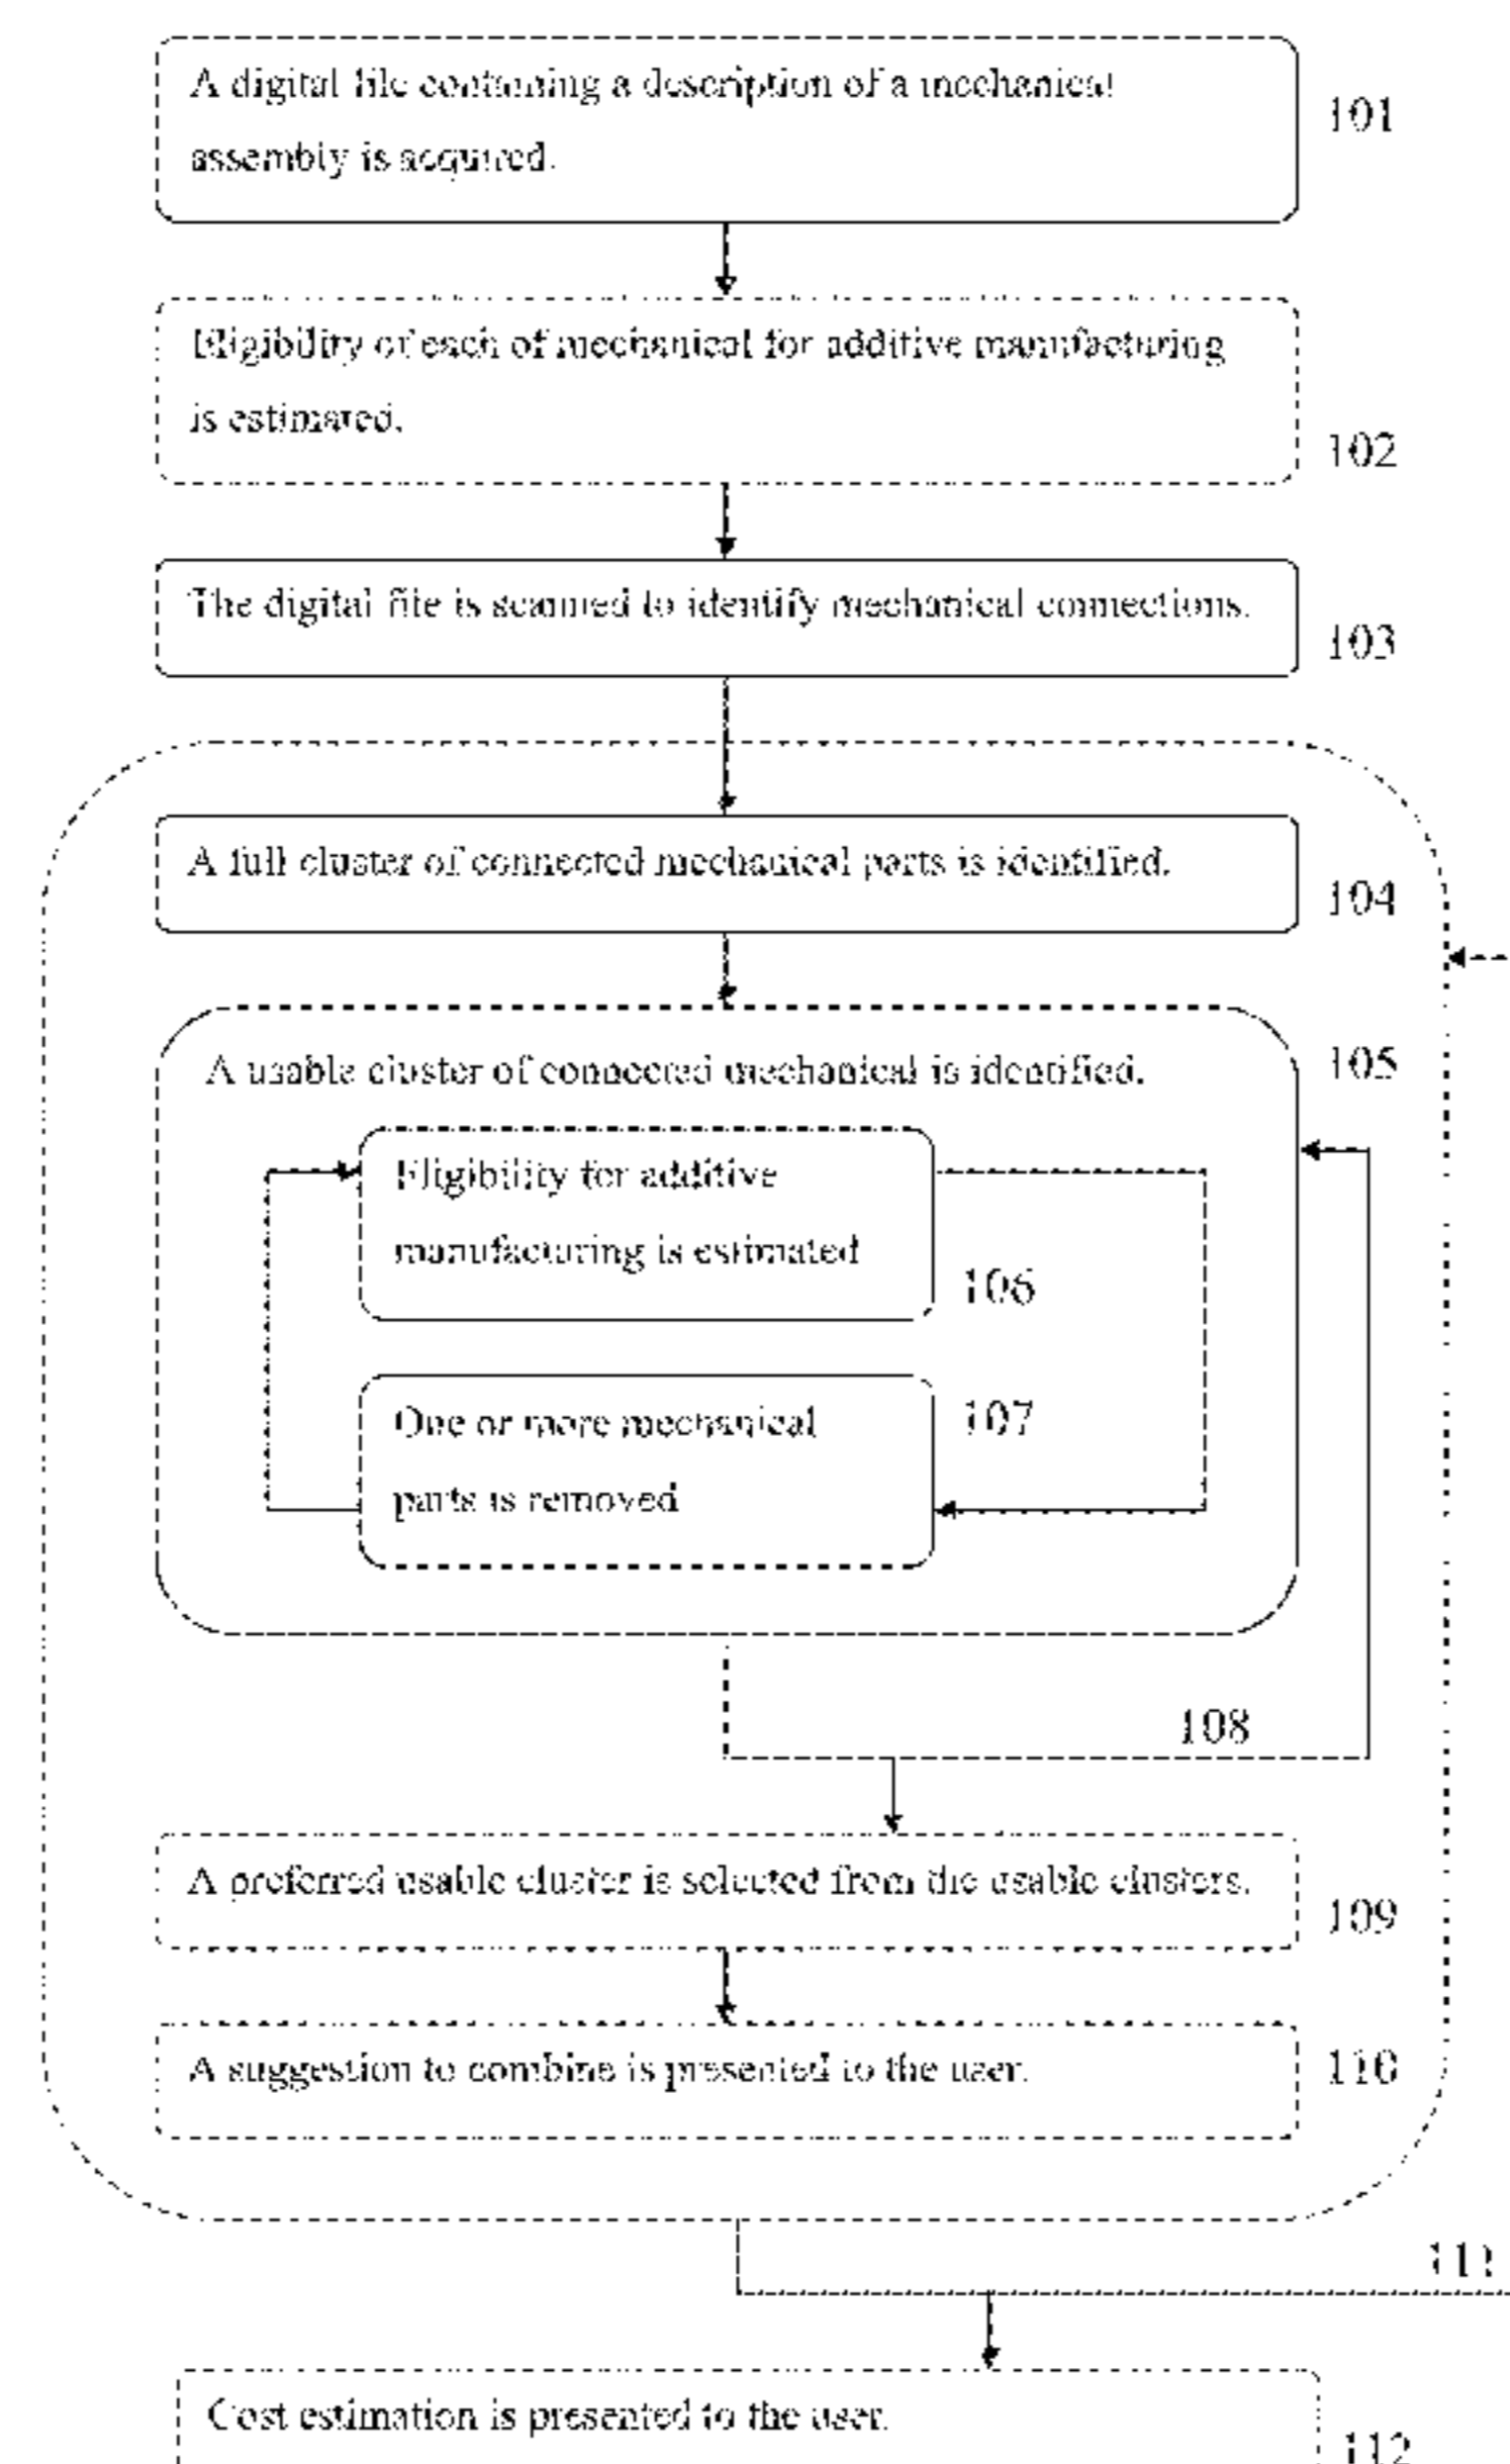 A digital file containing a description of a mechanical
assembly is acquired.
101
Eligibility of each of mechanical for additive manufacturing
is estimated.
102
The digital file is scanned to identify mechanical connections.
103
A full cluster of connected mechanical parts is identified.
104
A usable cluster of connected mechanical is identified.
105
Eligibility for additive
manufacturing is estimated
106
One or more mechanical
parts is removed
107
108
A preferred usable cluster is selected from the usable clusters.
109
A suggestion to combine is presented to the user.
110
111
Cost estimation is presented to the user.
112